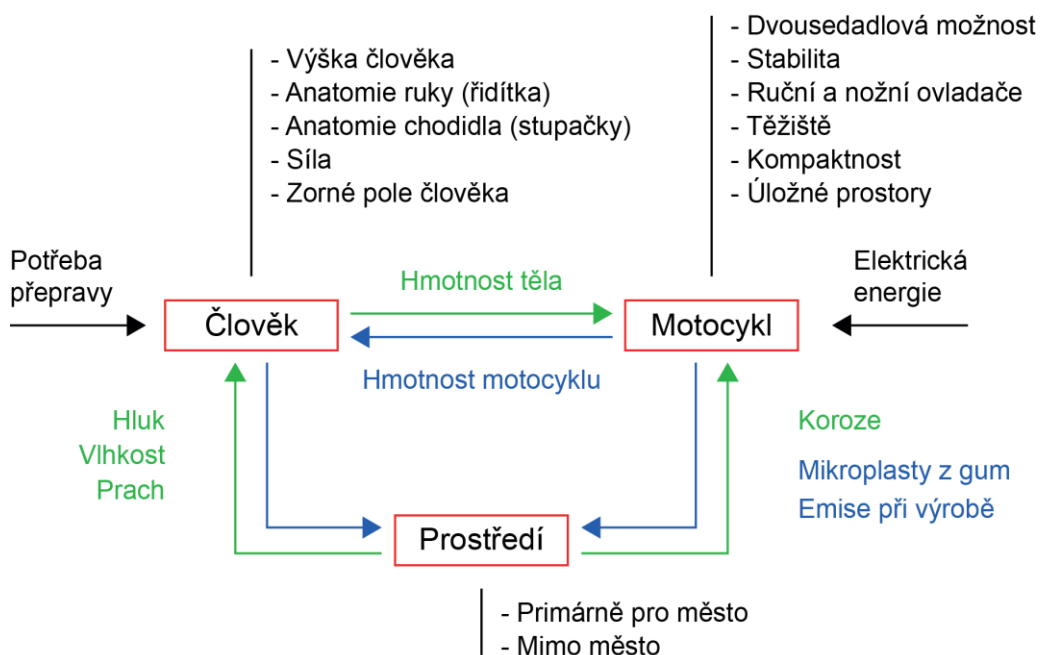 - Výška člověka
- Anatomie ruky (řidítka)
- Anatomie chodidla (stupačky)
- Síla
- Zorné pole člověka
- Dvousedadlová možnost
- Stabilita
- Ruční a nožní ovladače
- Těžiště
- Kompaktnost
- Úložné prostory
Potřeba
přepravy
Člověk
Hmotnost těla
Hmotnost motocyklu
Motocykl
Elektrická
energie
Hluk
Vlhkost
Prach
Koroze
Mikroplasty z gum
Emise při výrobě
Prostředí
- Primárně pro město
- Mimo město